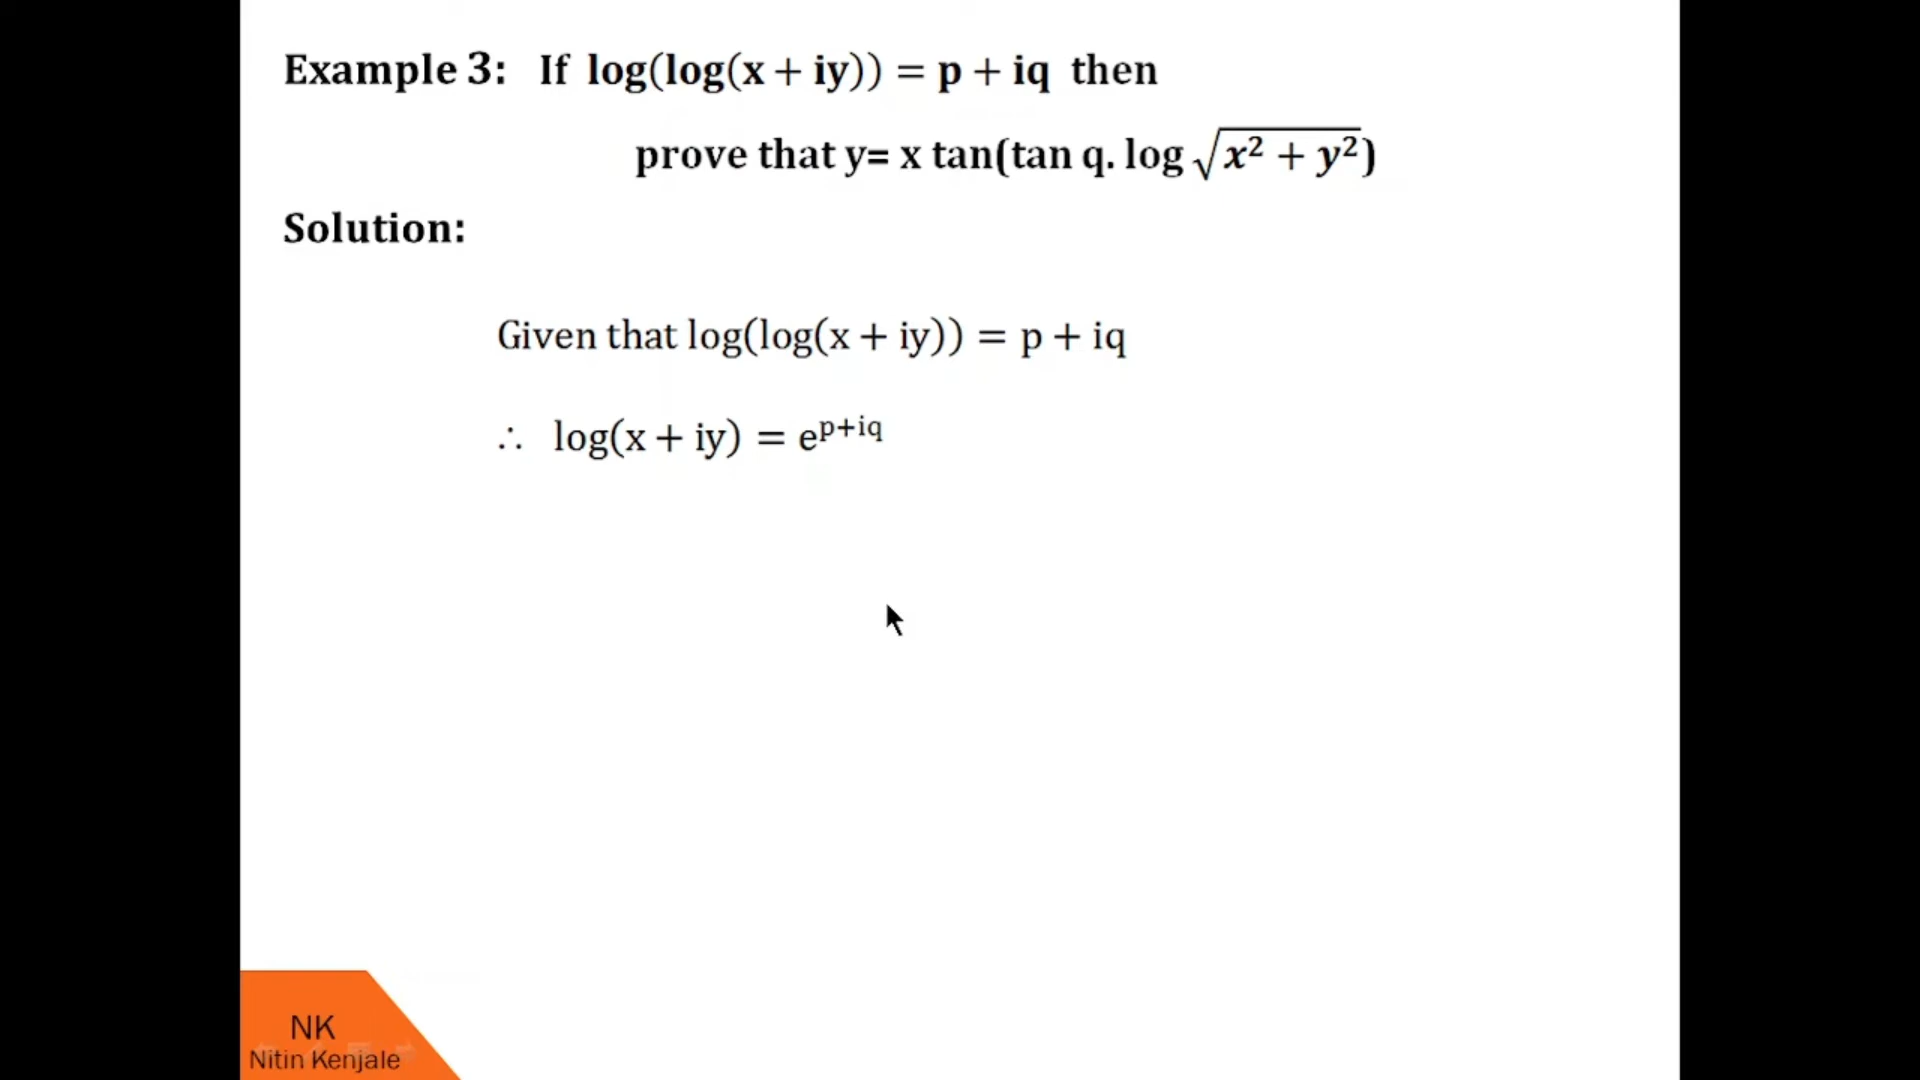 Example 3: If log(log(x + iy)) = p + iq then
prove that y= x tan(tan q. log √x² + y²)
Solution:
Given that log(log(x + iy)) = p + iq
∴ log(x + iy) = e^{p+iq}
NK
Nitin Kenjale